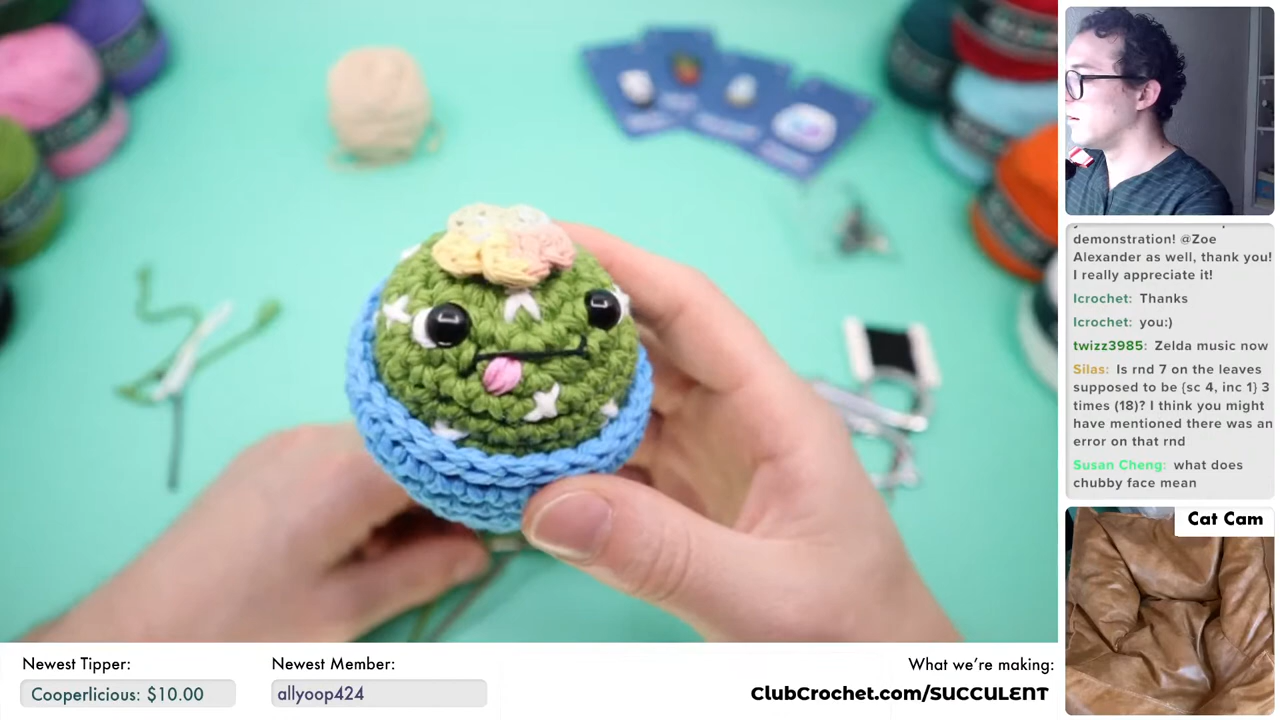 demonstration! @Zoe
Alexander as well, thank you!
I really appreciate it!
Icrochet: Thanks
Icrochet: you:)
twizz3985: Zelda music now
Silas: Is rnd 7 on the leaves
supposed to be {sc 4, inc 1} 3
times (18)? I think you might
have mentioned there was an
error on that rnd
Susan Cheng: what does
chubby face mean
Cat Cam
Newest Tipper:
Cooperlicious: $10.00
Newest Member:
allyoop424
What we're making:
ClubCrochet.com/SUCCULENT